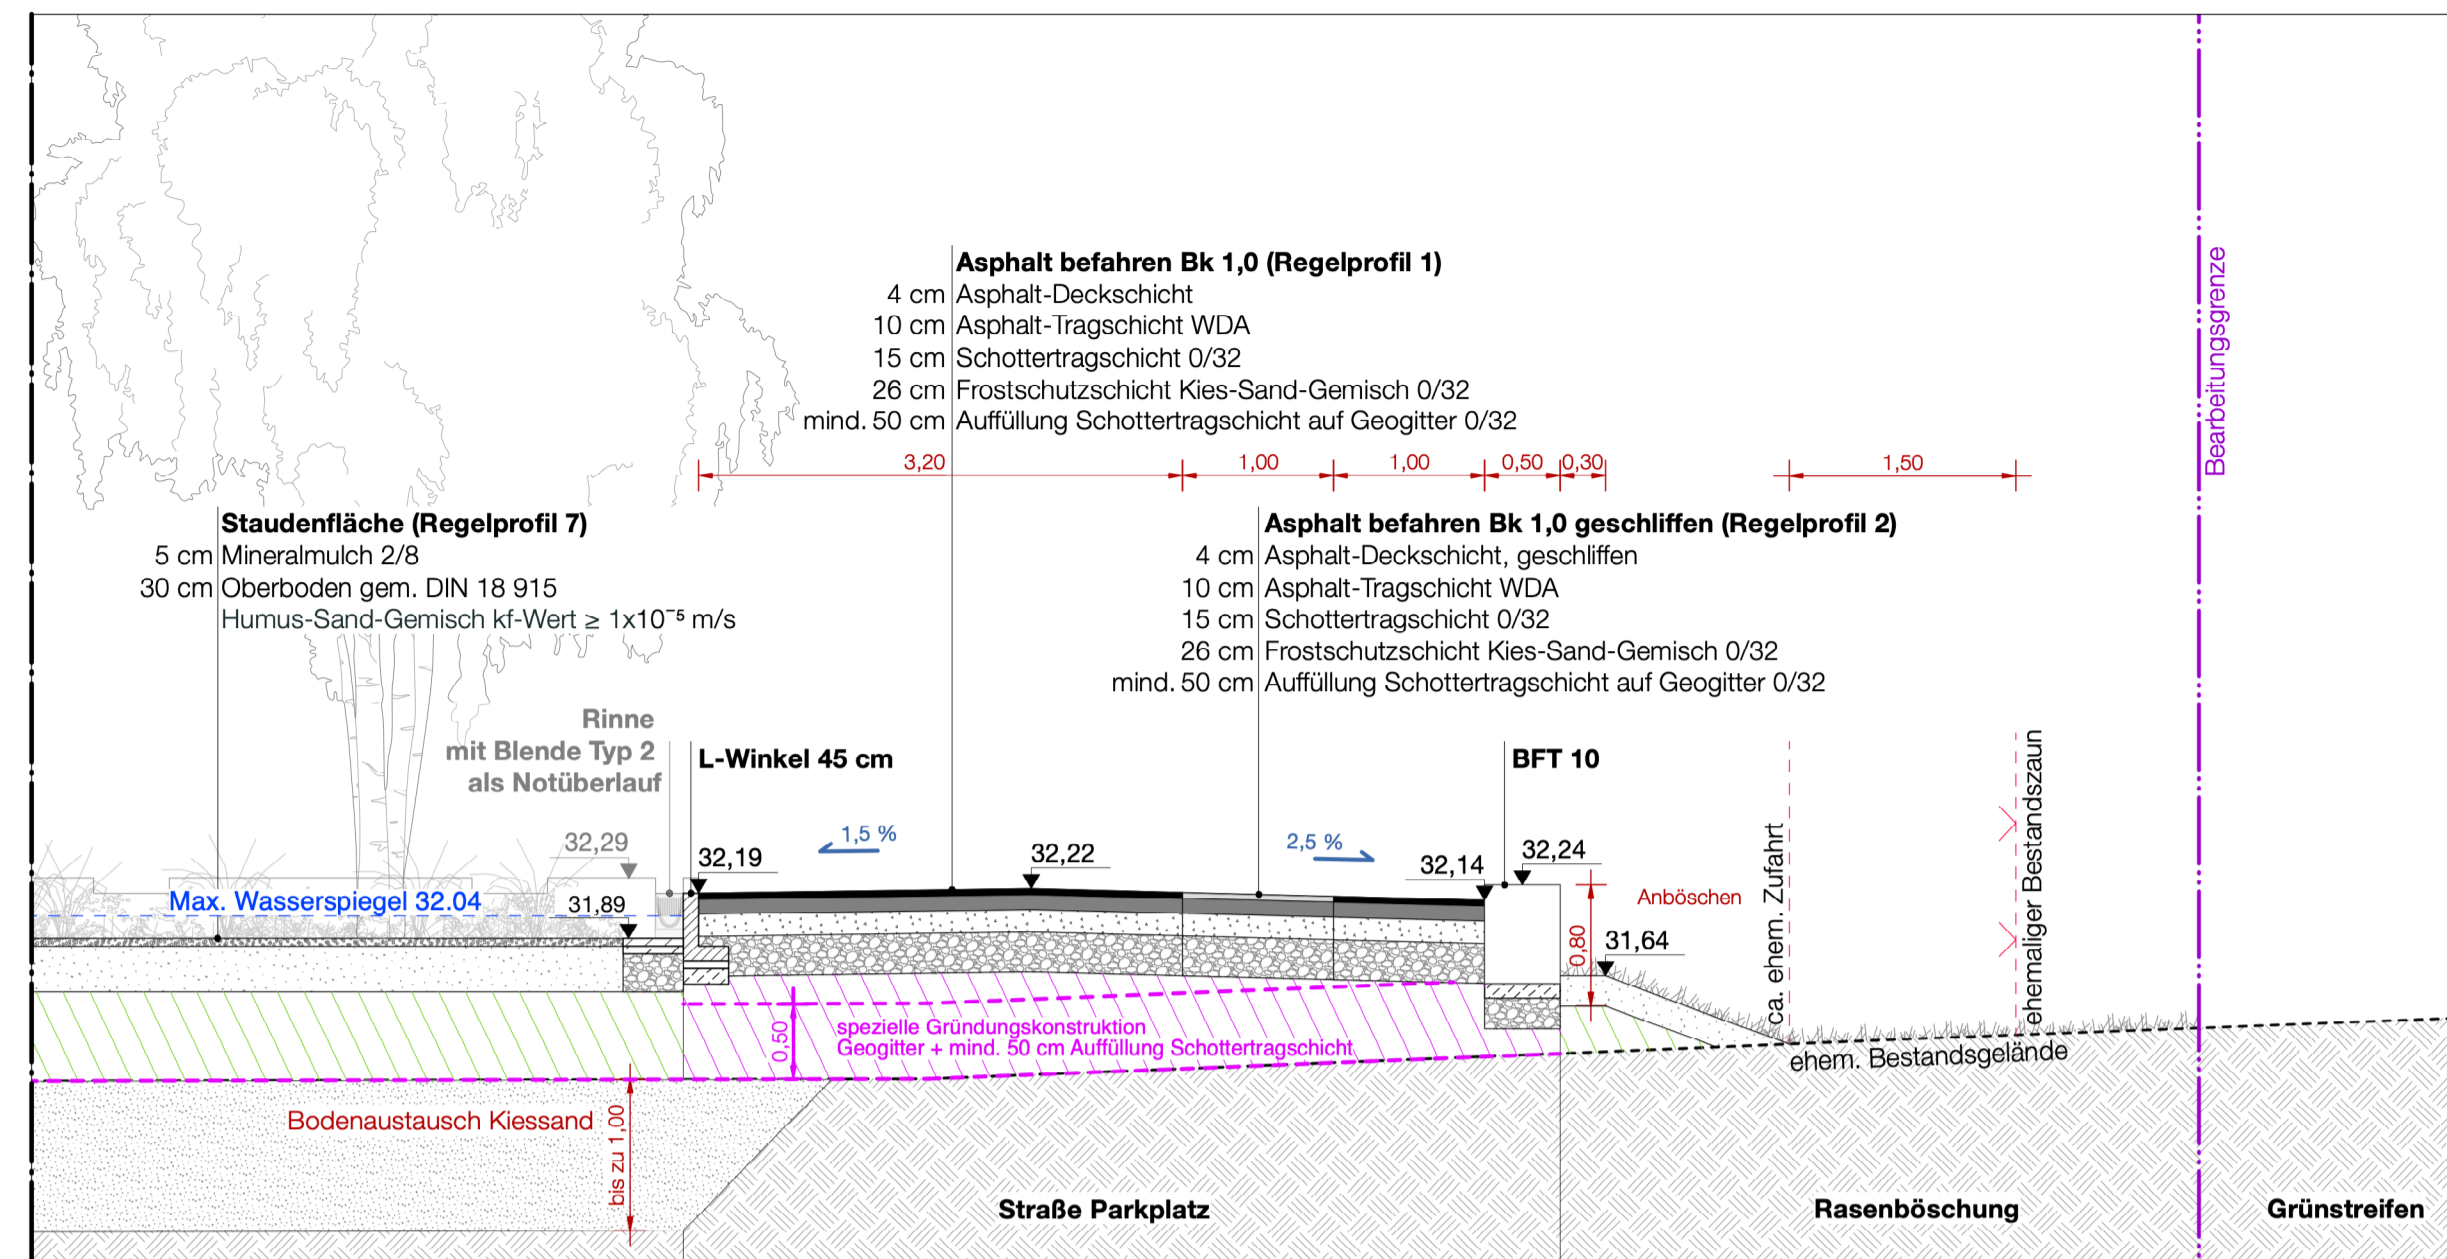 Asphalt befahren Bk 1,0 (Regelprofil 1)
4 cm Asphalt-Deckschicht
10 cm Asphalt-Tragschicht WDA
15 cm Schottertragschicht 0/32
26 cm Frostschutzschicht Kies-Sand-Gemisch 0/32
mind. 50 cm Auffüllung Schottertragschicht auf Geogitter 0/32
Bearbeitungsgrenze
3,20
1,00
1,00
0,50
0,30
1,50
Staudenfläche (Regelprofil 7)
5 cm Mineralmulch 2/8
30 cm Oberboden gem. DIN 18 915
Humus-Sand-Gemisch kf-Wert ≥ 1x10⁻⁵ m/s
Asphalt befahren Bk 1,0 geschliffen (Regelprofil 2)
4 cm Asphalt-Deckschicht, geschliffen
10 cm Asphalt-Tragschicht WDA
15 cm Schottertragschicht 0/32
26 cm Frostschutzschicht Kies-Sand-Gemisch 0/32
mind. 50 cm Auffüllung Schottertragschicht auf Geogitter 0/32
Rinne
mit Blende Typ 2
als Notüberlauf
L-Winkel 45 cm
BFT 10
32,29
32,19
1,5 %
32,22
2,5 %
32,14
32,24
Max. Wasserspiegel 32.04
31,89
Anböschen
0,80
31,64
ca. ehem. Zufahrt
ehemaliger Bestandszaun
0,50
spezielle Gründungskonstruktion
Geogitter + mind. 50 cm Auffüllung Schottertragschicht
ehem. Bestandsgelände
Bodenaustausch Kiessand
bis zu 1,00
Straße Parkplatz
Rasenböschung
Grünstreifen